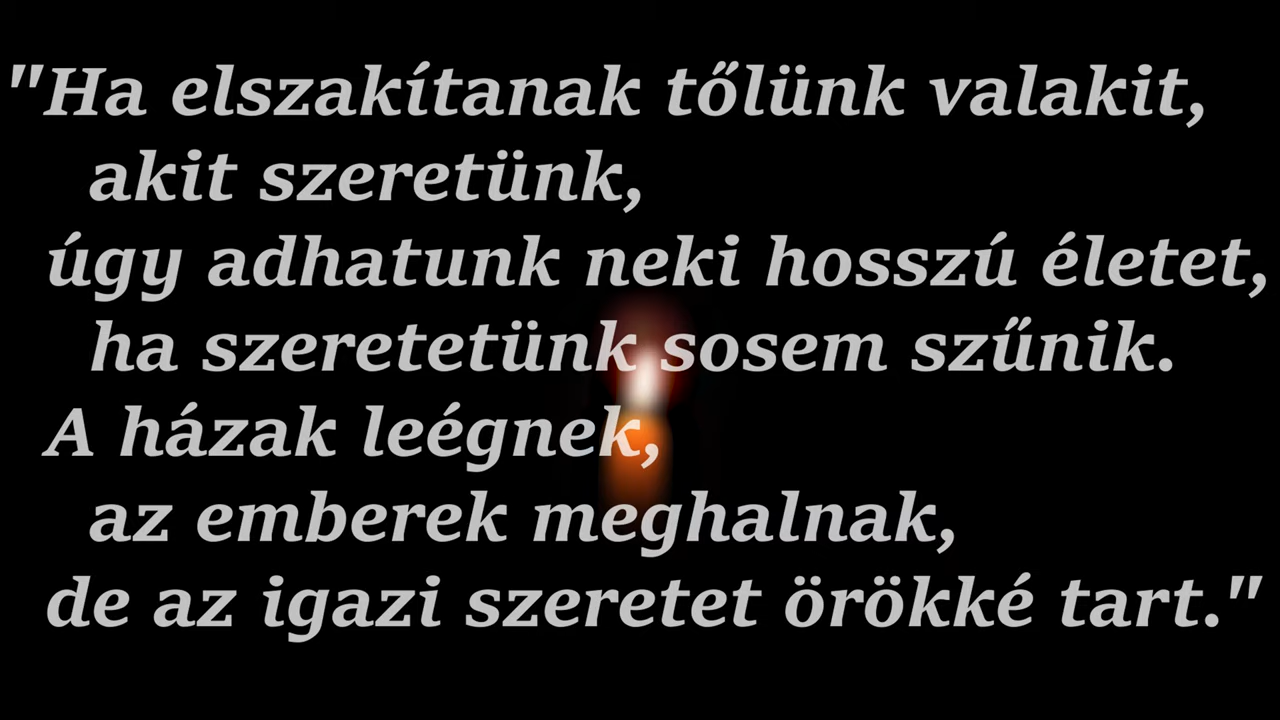 "Ha elszakítanak tőlünk valakit,
akit szeretünk,
úgy adhatunk neki hosszú életet,
ha szeretetünk sosem szűnik.
A házak leégnek,
az emberek meghalnak,
de az igazi szeretet örökké tart."